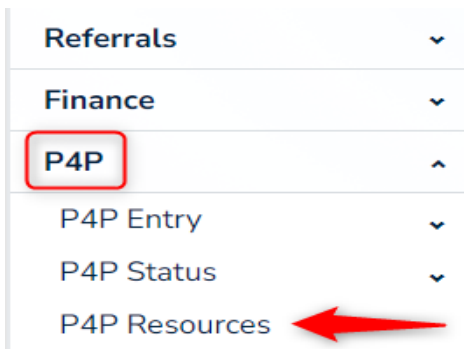 Referrals
Finance
P4P
P4P Entry
P4P Status
P4P Resources